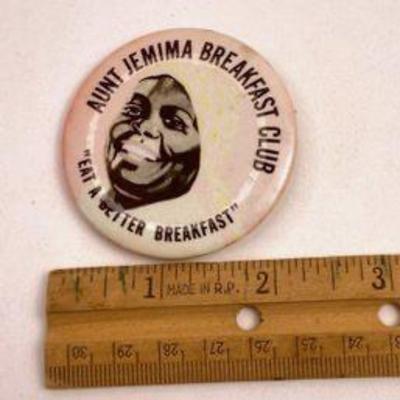 AUNT JEMIMA BREAKFAST CLUB
"EAT A BETTER BREAKFAST"
1 MADE IN R.P. 2 3
30 29 28 27 26 25 24 23